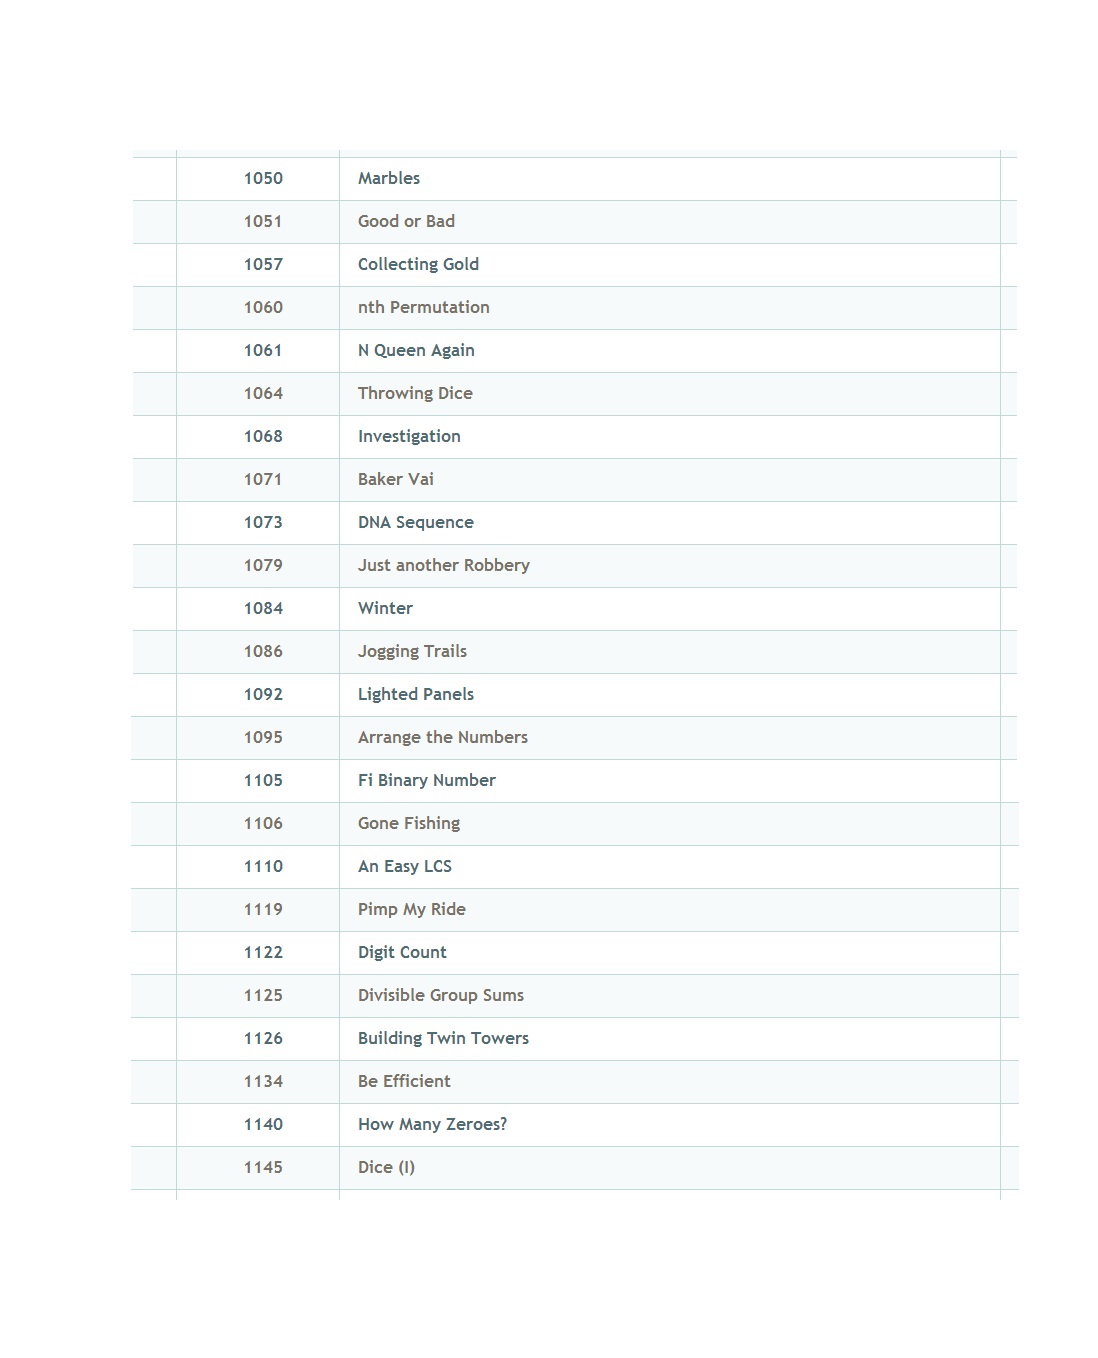 1050 Marbles
1051 Good or Bad
1057 Collecting Gold
1060 nth Permutation
1061 N Queen Again
1064 Throwing Dice
1068 Investigation
1071 Baker Vai
1073 DNA Sequence
1079 Just another Robbery
1084 Winter
1086 Jogging Trails
1092 Lighted Panels
1095 Arrange the Numbers
1105 Fi Binary Number
1106 Gone Fishing
1110 An Easy LCS
1119 Pimp My Ride
1122 Digit Count
1125 Divisible Group Sums
1126 Building Twin Towers
1134 Be Efficient
1140 How Many Zeroes?
1145 Dice (I)